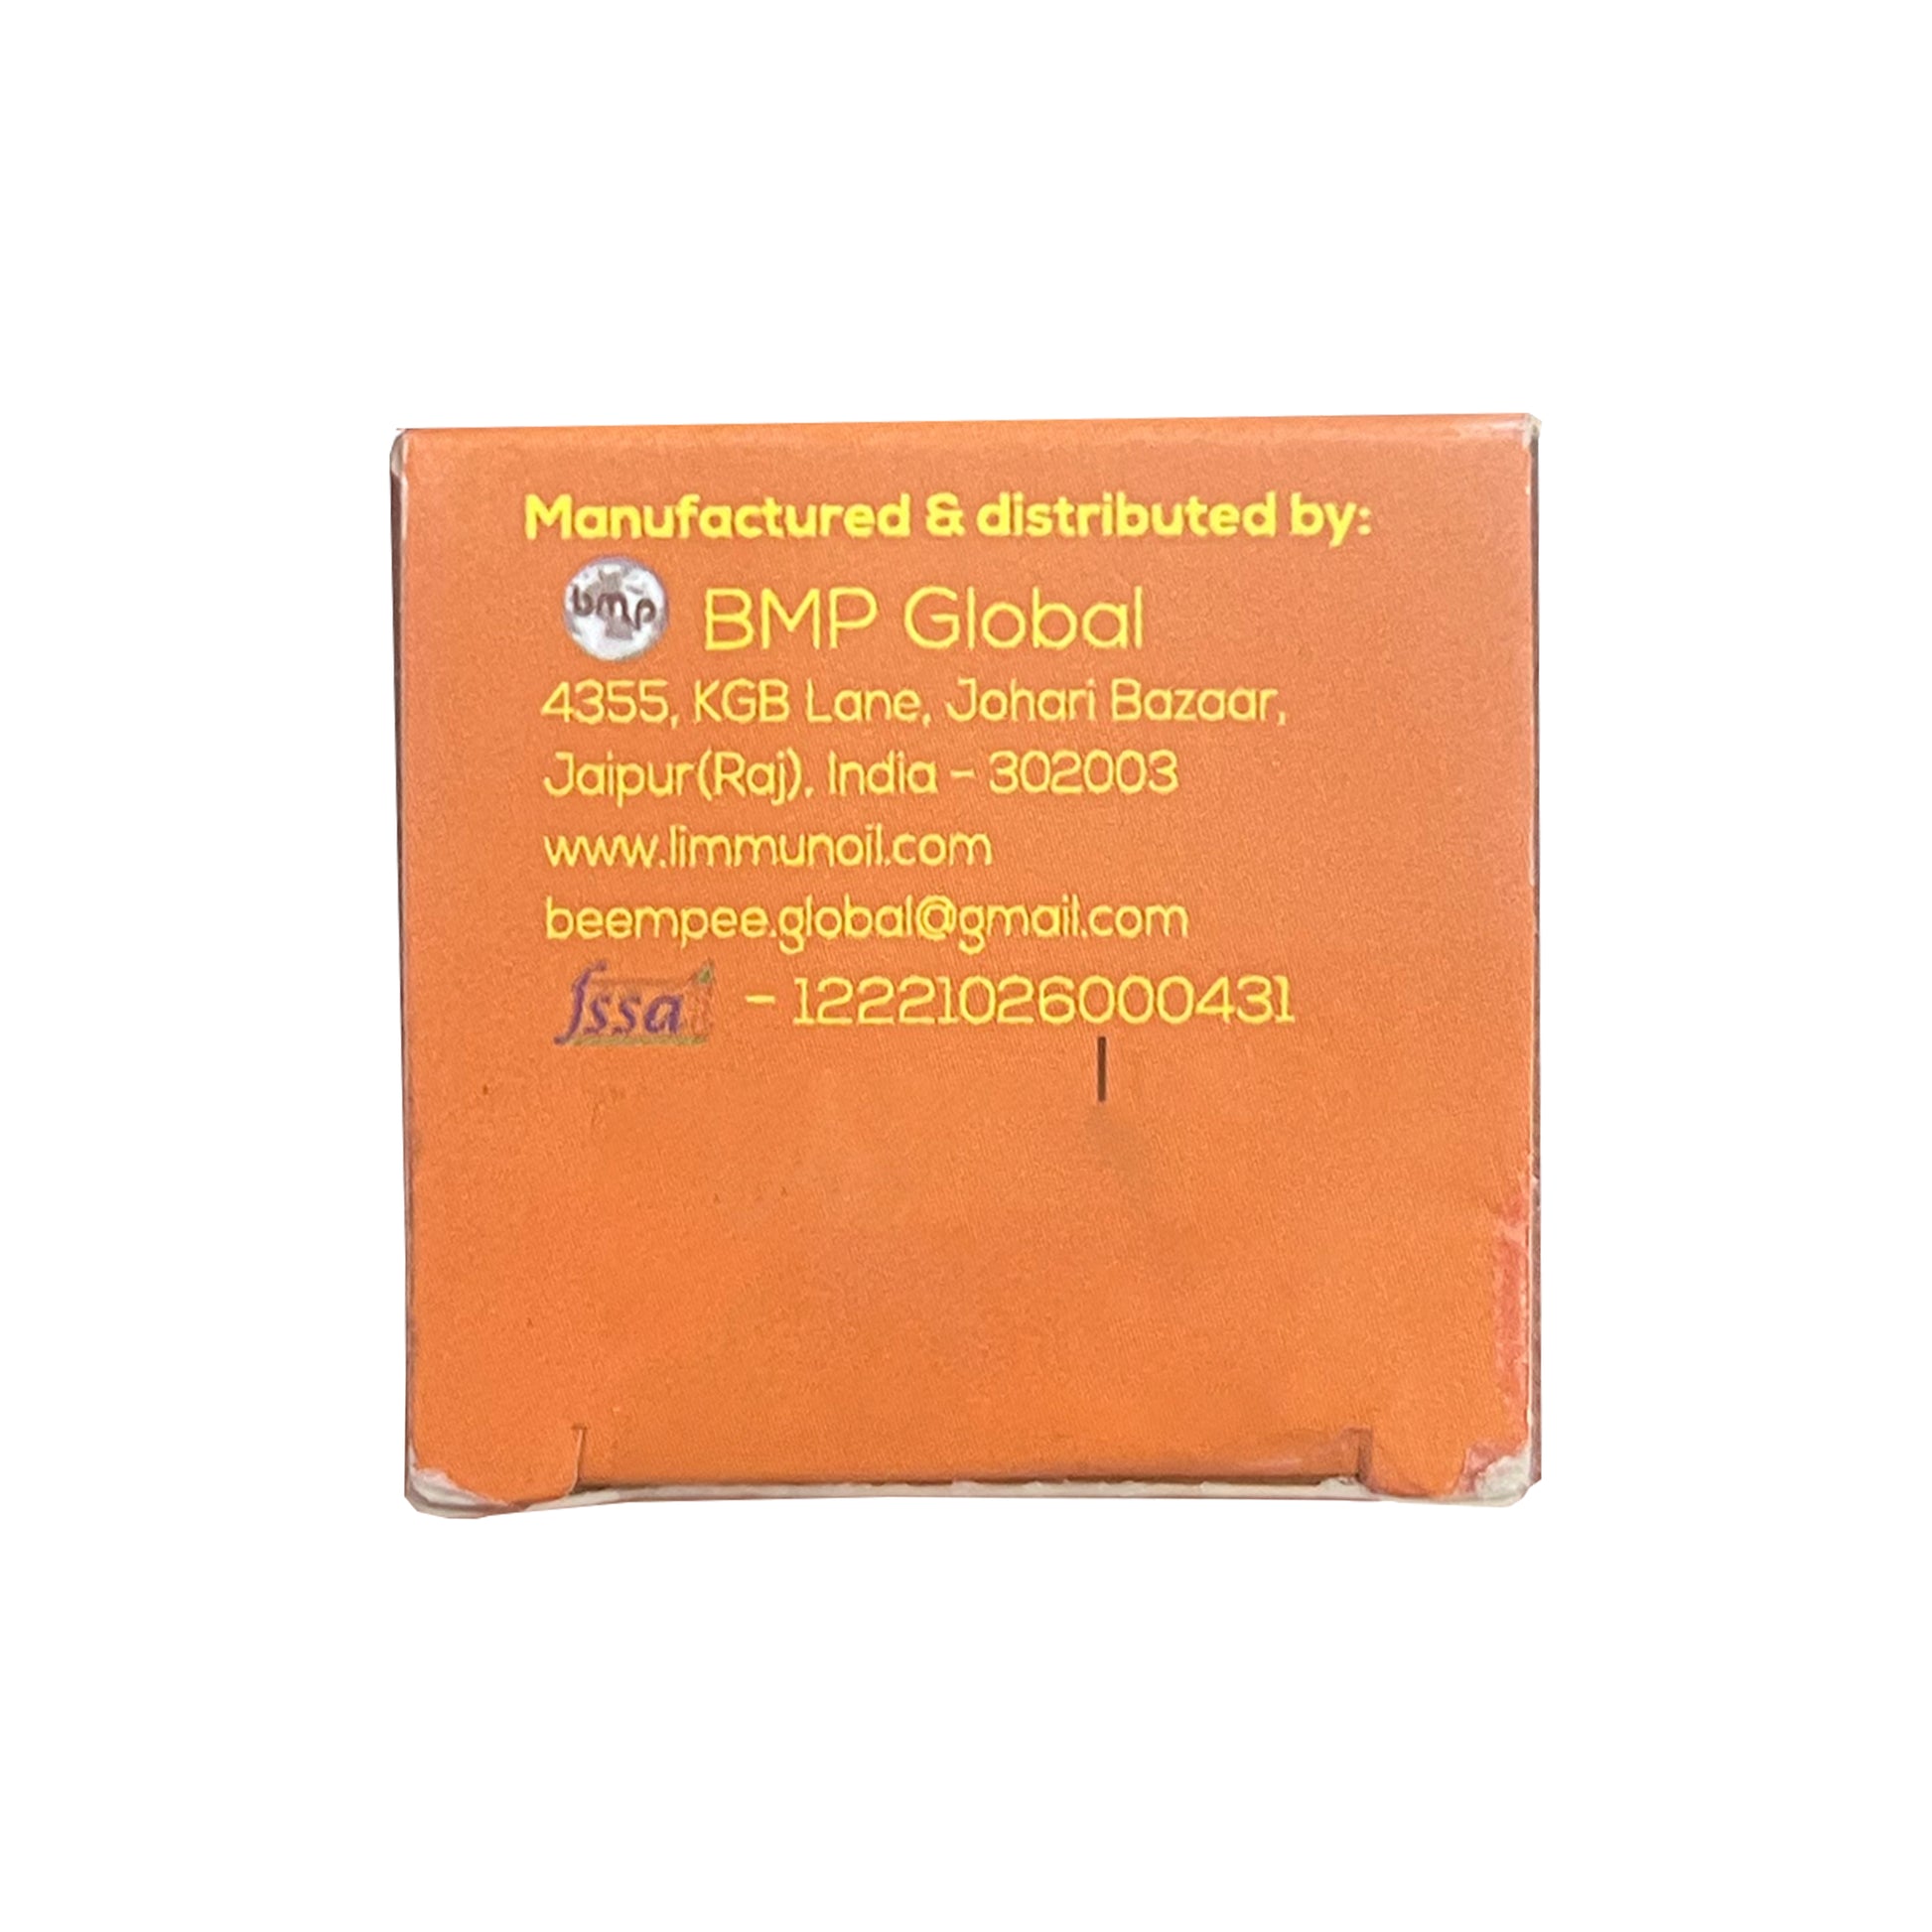 Manufactured & distributed by:
bmp BMP Global
4355, KGB Lane, Johari Bazaar,
Jaipur(Raj), India - 302003
www.limmunoil.com
beempee.global@gmail.com
fssai - 12221026000431